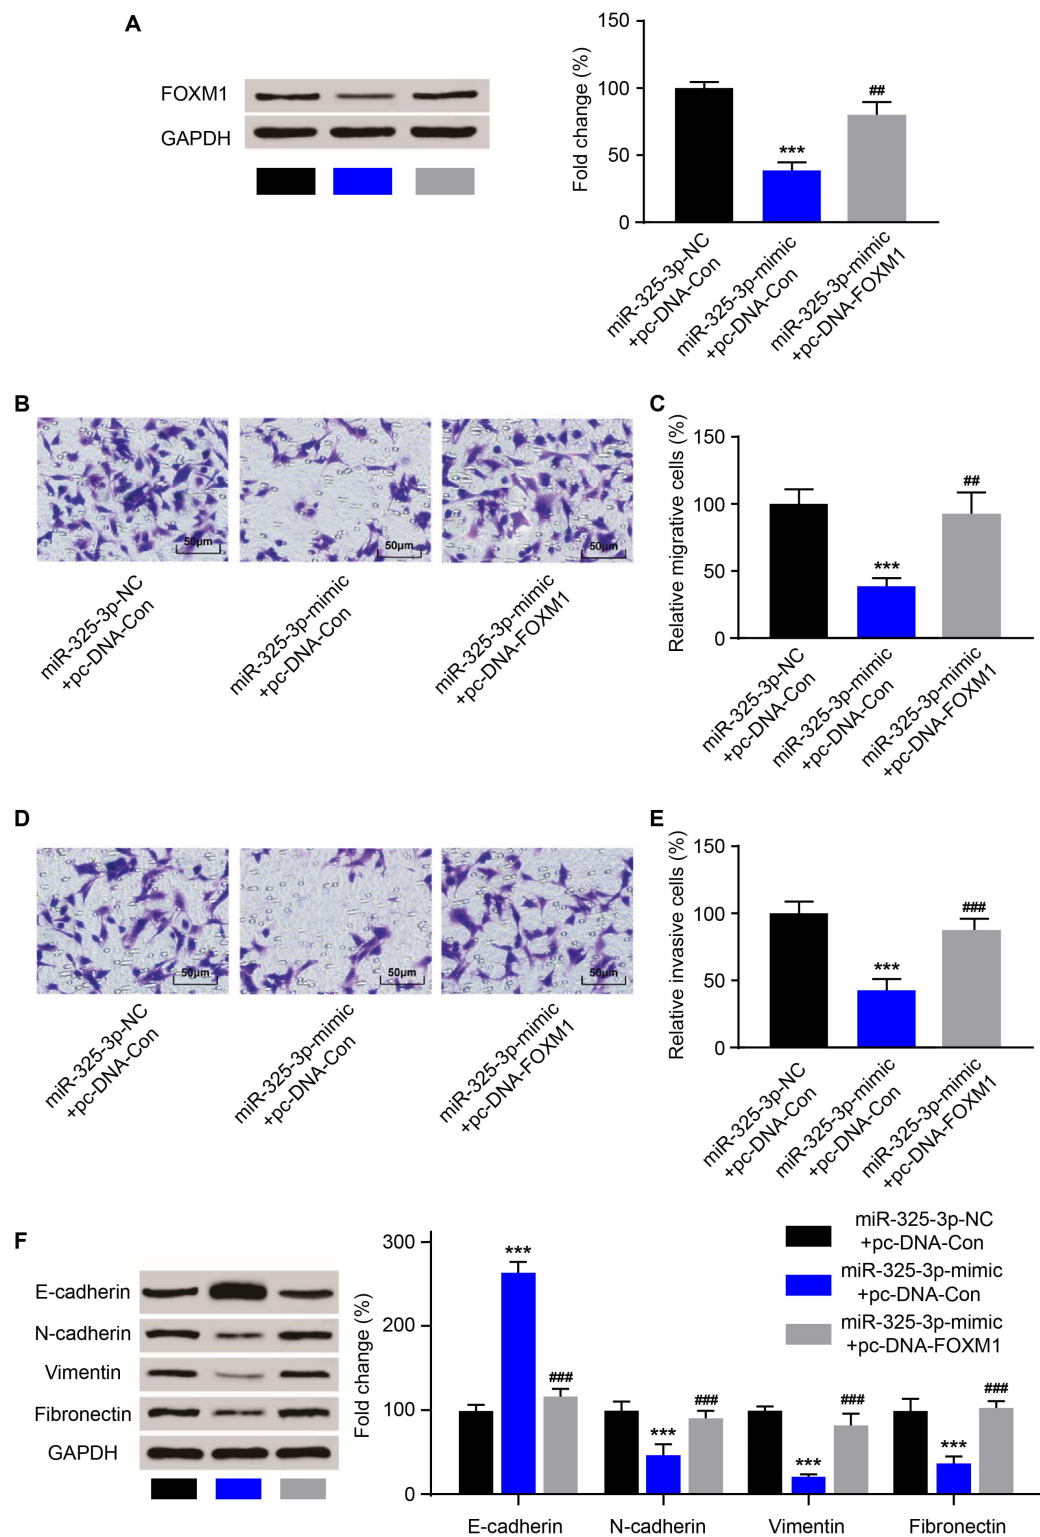 A
FOXM1
GAPDH
Fold change (%)
150
100
50
0
***
##
miR-325-3p-NC
+pc-DNA-Con
miR-325-3p-mimic
+pc-DNA-Con
miR-325-3p-mimic
+pc-DNA-FOXM1
B
50μm
50μm
50μm
miR-325-3p-NC
+pc-DNA-Con
miR-325-3p-mimic
+pc-DNA-Con
miR-325-3p-mimic
+pc-DNA-FOXM1
C
Relative migrative cells (%)
150
100
50
0
***
##
miR-325-3p-NC
+pc-DNA-Con
miR-325-3p-mimic
+pc-DNA-Con
miR-325-3p-mimic
+pc-DNA-FOXM1
D
50μm
50μm
50μm
miR-325-3p-NC
+pc-DNA-Con
miR-325-3p-mimic
+pc-DNA-Con
miR-325-3p-mimic
+pc-DNA-FOXM1
E
Relative invasive cells (%)
150
100
50
0
***
###
miR-325-3p-NC
+pc-DNA-Con
miR-325-3p-mimic
+pc-DNA-Con
miR-325-3p-mimic
+pc-DNA-FOXM1
F
E-cadherin
N-cadherin
Vimentin
Fibronectin
GAPDH
Fold change (%)
300
200
100
0
***
###
***
###
***
###
***
###
E-cadherin
N-cadherin
Vimentin
Fibronectin
miR-325-3p-NC
+pc-DNA-Con
miR-325-3p-mimic
+pc-DNA-Con
miR-325-3p-mimic
+pc-DNA-FOXM1